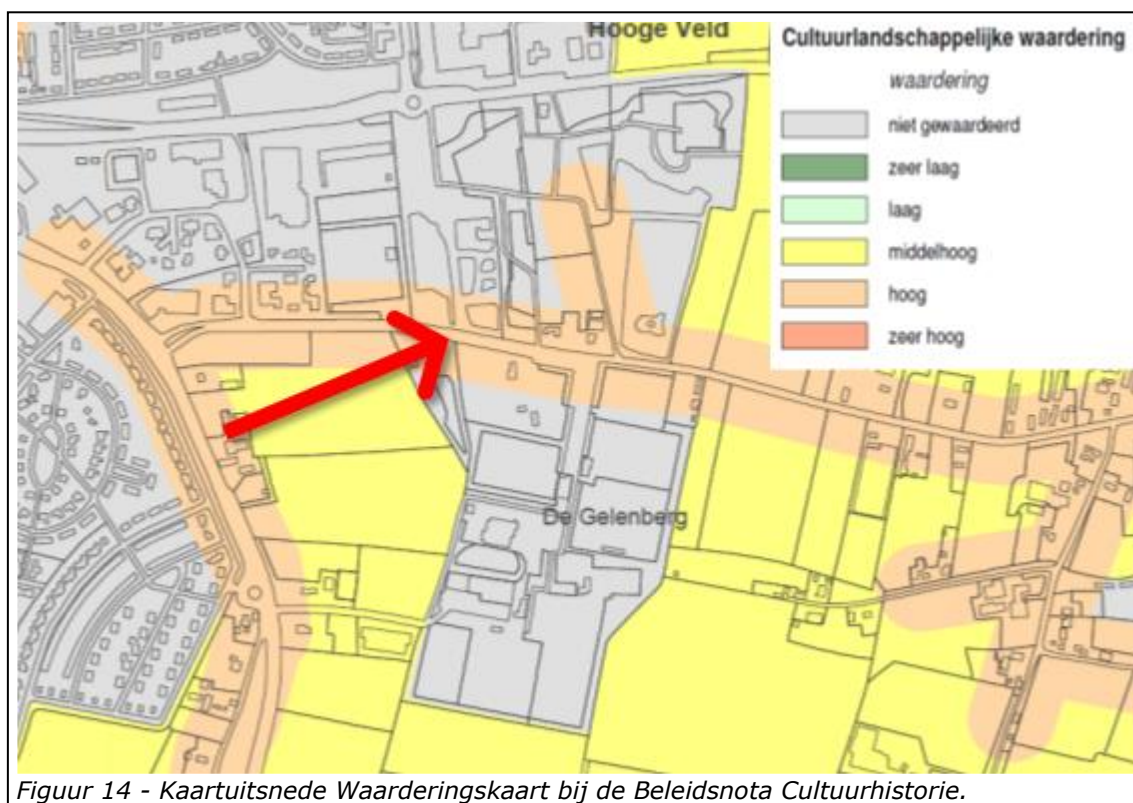 Hooge Veld
De Gelenberg
Cultuurlandschappelijke waardering
waardering
niet gewaardeerd
zeer laag
laag
middelhoog
hoog
zeer hoog
Figuur 14 - Kaartuitsnede Waarderingskaart bij de Beleidsnota Cultuurhistorie.